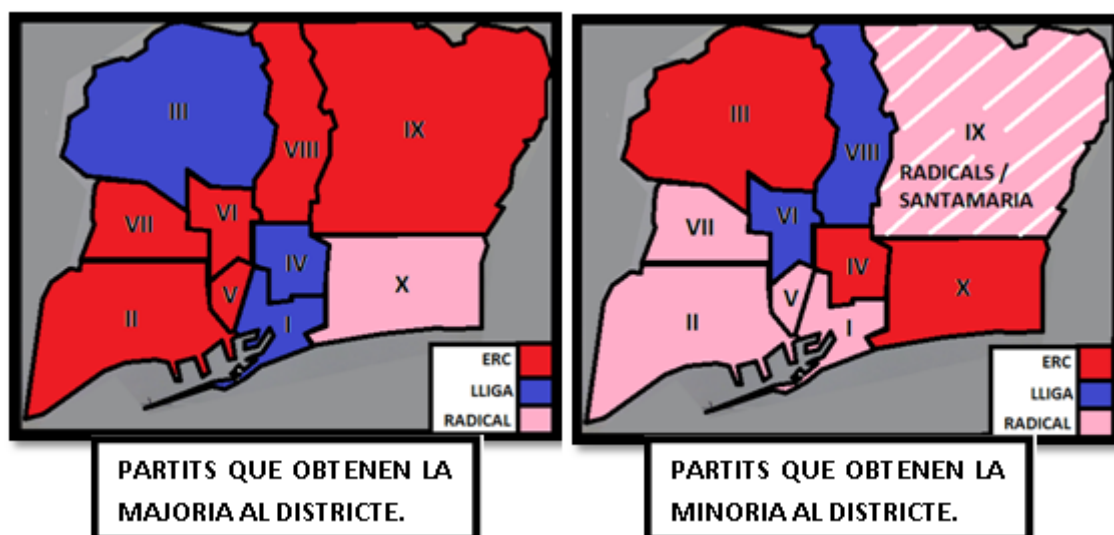 III
VIII
IX
VII
VI
IV
V
X
II
I
ERC
LLIGA
RADICAL
PARTITS QUE OBTENEN LA
MAJORIA AL DISTRICTE.
III
VIII
IX
RADICALS /
SANTAMARIA
VII
VI
IV
V
X
II
I
ERC
LLIGA
RADICAL
PARTITS QUE OBTENEN LA
MINORIA AL DISTRICTE.